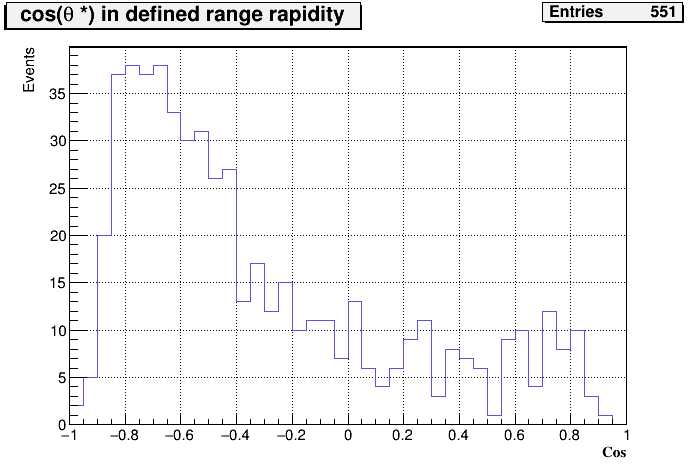 cos(θ *) in defined range rapidity
Entries 551
Events
35
30
25
20
15
10
5
0
−1 −0.8 −0.6 −0.4 −0.2 0 0.2 0.4 0.6 0.8 1
Cos